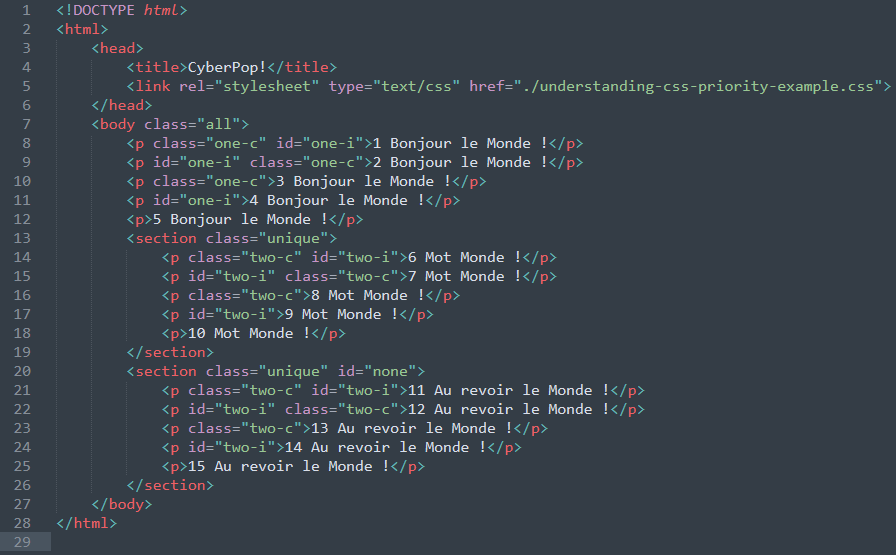 1 <!DOCTYPE html>
2 <html>
3     <head>
4         <title>CyberPop!</title>
5         <link rel="stylesheet" type="text/css" href="./understanding-css-priority-example.css">
6     </head>
7     <body class="all">
8         <p class="one-c" id="one-i">1 Bonjour le Monde !</p>
9         <p id="one-i" class="one-c">2 Bonjour le Monde !</p>
10         <p class="one-c">3 Bonjour le Monde !</p>
11         <p id="one-i">4 Bonjour le Monde !</p>
12         <p>5 Bonjour le Monde !</p>
13         <section class="unique">
14             <p class="two-c" id="two-i">6 Mot Monde !</p>
15             <p id="two-i" class="two-c">7 Mot Monde !</p>
16             <p class="two-c">8 Mot Monde !</p>
17             <p id="two-i">9 Mot Monde !</p>
18             <p>10 Mot Monde !</p>
19         </section>
20         <section class="unique" id="none">
21             <p class="two-c" id="two-i">11 Au revoir le Monde !</p>
22             <p id="two-i" class="two-c">12 Au revoir le Monde !</p>
23             <p class="two-c">13 Au revoir le Monde !</p>
24             <p id="two-i">14 Au revoir le Monde !</p>
25             <p>15 Au revoir le Monde !</p>
26         </section>
27     </body>
28 </html>
29